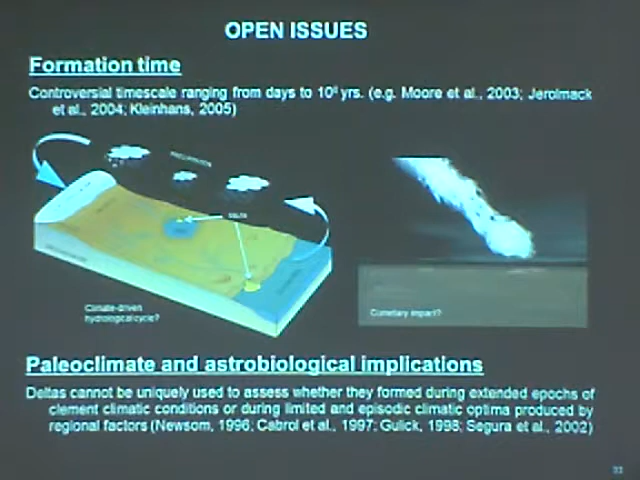 OPEN ISSUES
Formation time
Controversial timescale ranging from days to 10⁶ yrs. (e.g. Moore et al., 2003; Jerolmack
et al., 2004; Kleinhans, 2005)
PRECIPITATION
DELTA
Climate-driven
hydrological cycle?
Cometary impact?
Paleoclimate and astrobiological implications
Deltas cannot be uniquely used to assess whether they formed during extended epochs of
clement climatic conditions or during limited and episodic climatic optima produced by
regional factors (Newsom, 1996; Cabrol et al., 1997; Gulick, 1998; Segura et al., 2002)